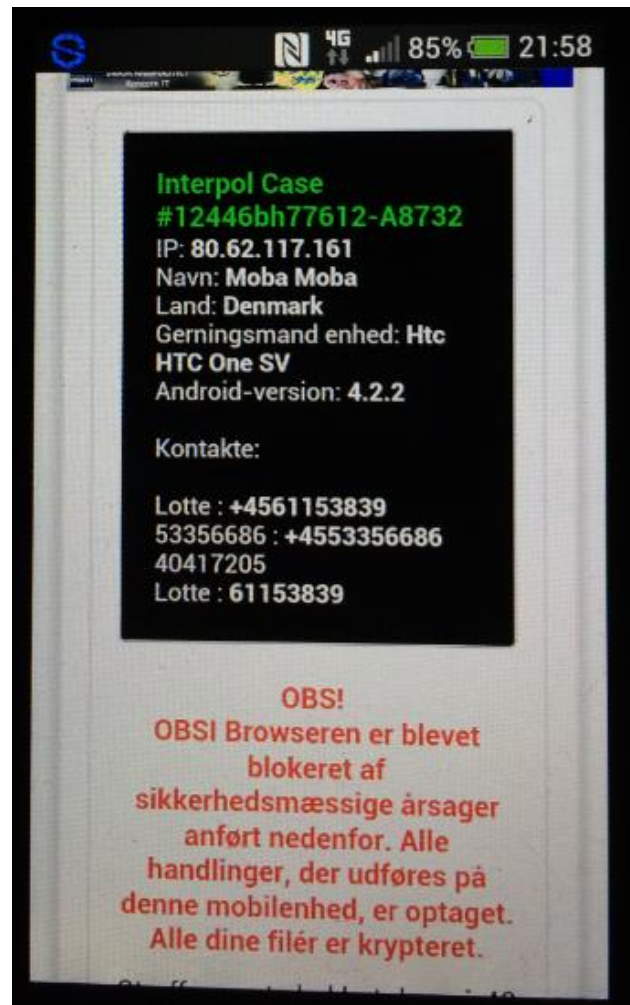 4G 85% 21:58
Interpol Case
#12446bh77612-A8732
IP: 80.62.117.161
Navn: Moba Moba
Land: Denmark
Gerningsmand enhed: Htc
HTC One SV
Android-version: 4.2.2
Kontakte:
Lotte : +4561153839
53356686 : +4553356686
40417205
Lotte : 61153839
OBS!
OBSI Browseren er blevet
blokeret af
sikkerhedsmæssige årsager
anført nedenfor. Alle
handlinger, der udføres på
denne mobilenhed, er optaget.
Alle dine filér er krypteret.